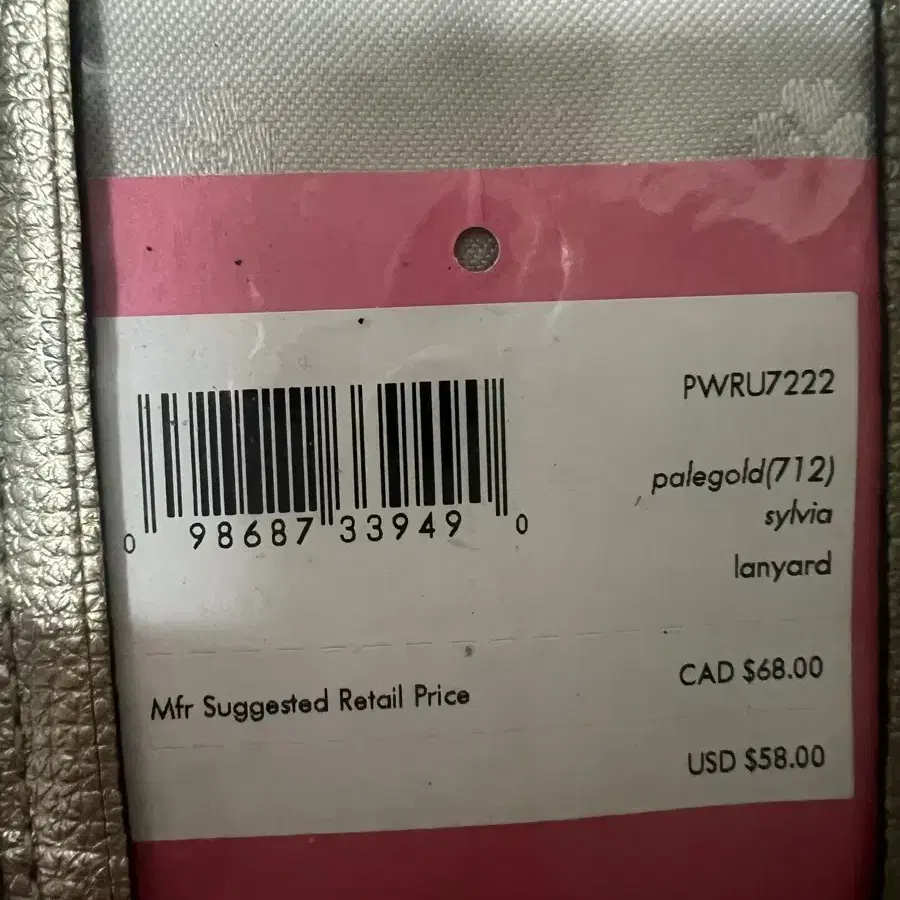 PWRU7222
palegold(712)
sylvia
lanyard
0 98687 33949 0
CAD $68.00
Mfr Suggested Retail Price
USD $58.00